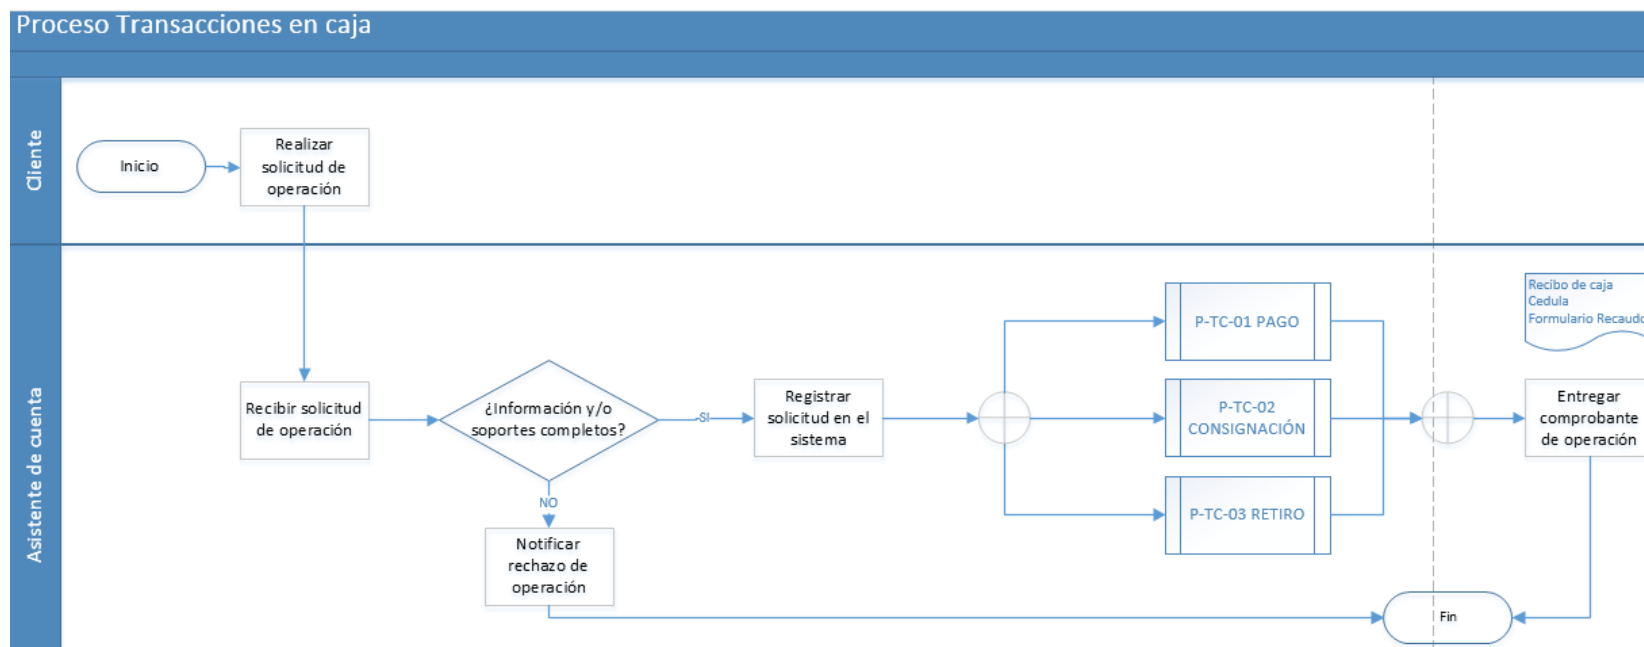 Proceso Transacciones en caja
Cliente
Inicio
Realizar
solicitud de
operación
Asistente de cuenta
Recibir solicitud
de operación
¿Información y/o
soportes completos?
SI
NO
Notificar
rechazo de
operación
Registrar
solicitud en el
sistema
P-TC-01 PAGO
P-TC-02
CONSIGNACIÓN
P-TC-03 RETIRO
Recibo de caja
Cedula
Formulario Recaudo
Entregar
comprobante
de operación
Fin